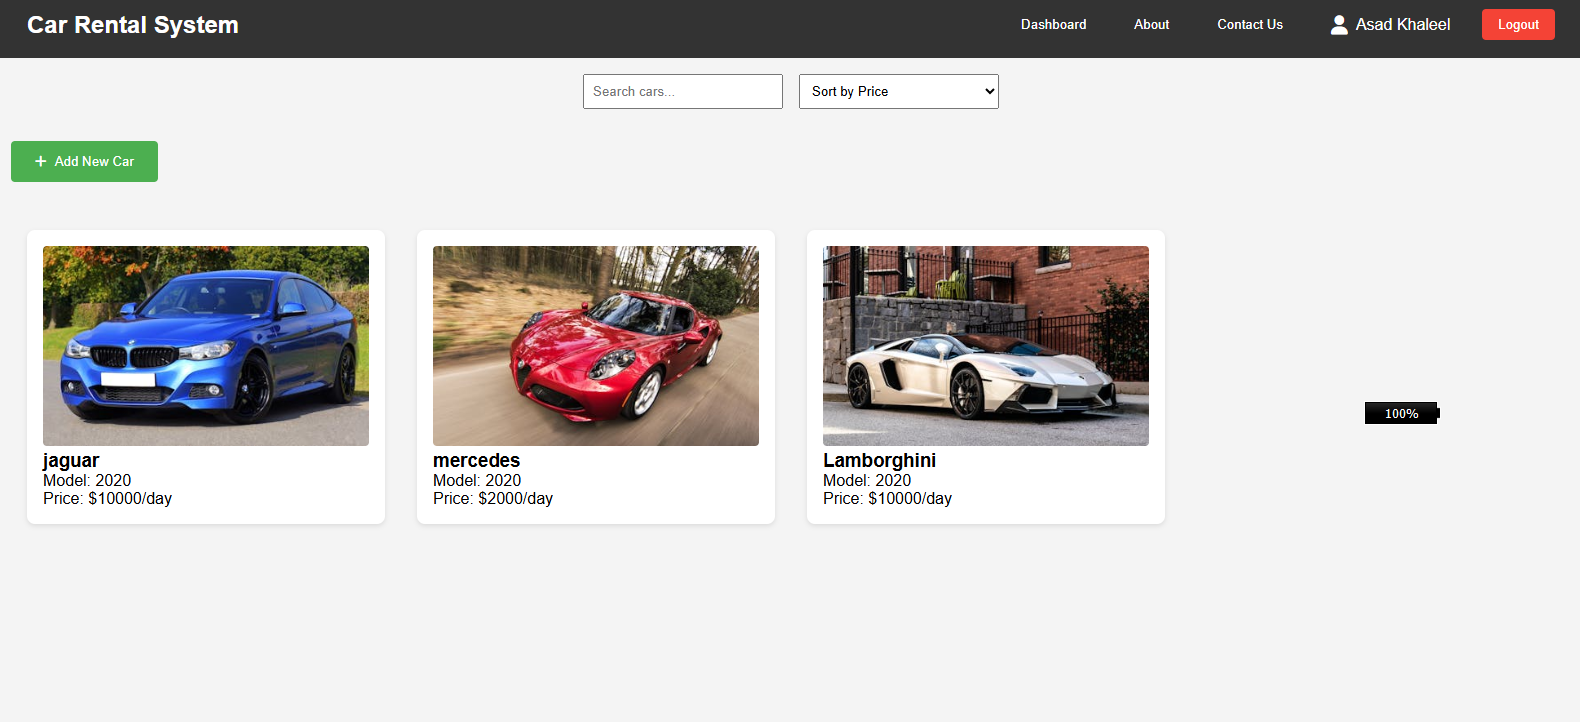 Car Rental System
Dashboard
About
Contact Us
Asad Khaleel
Logout
Search cars...
Sort by Price
Add New Car
jaguar
Model: 2020
Price: $10000/day
mercedes
Model: 2020
Price: $2000/day
Lamborghini
Model: 2020
Price: $10000/day
100%